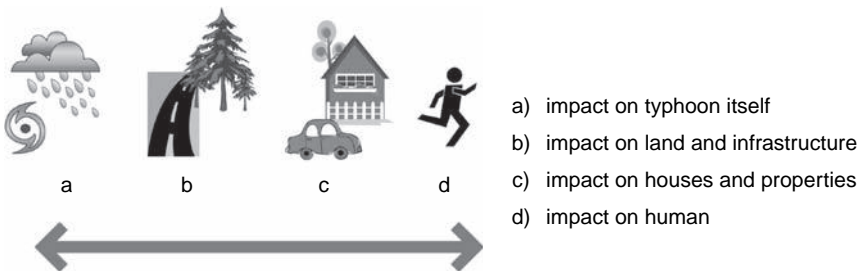 a b c d
a) impact on typhoon itself
b) impact on land and infrastructure
c) impact on houses and properties
d) impact on human